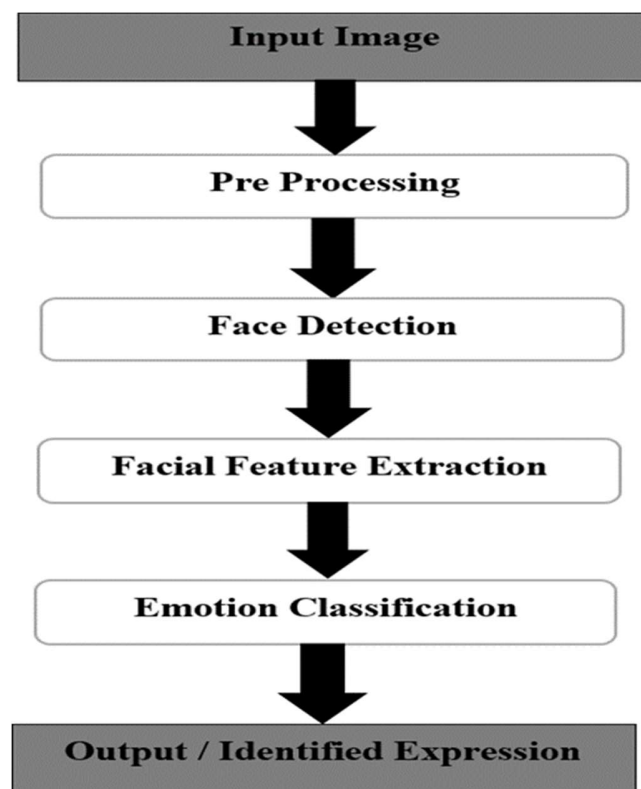 Input Image
Pre Processing
Face Detection
Facial Feature Extraction
Emotion Classification
Output / Identified Expression